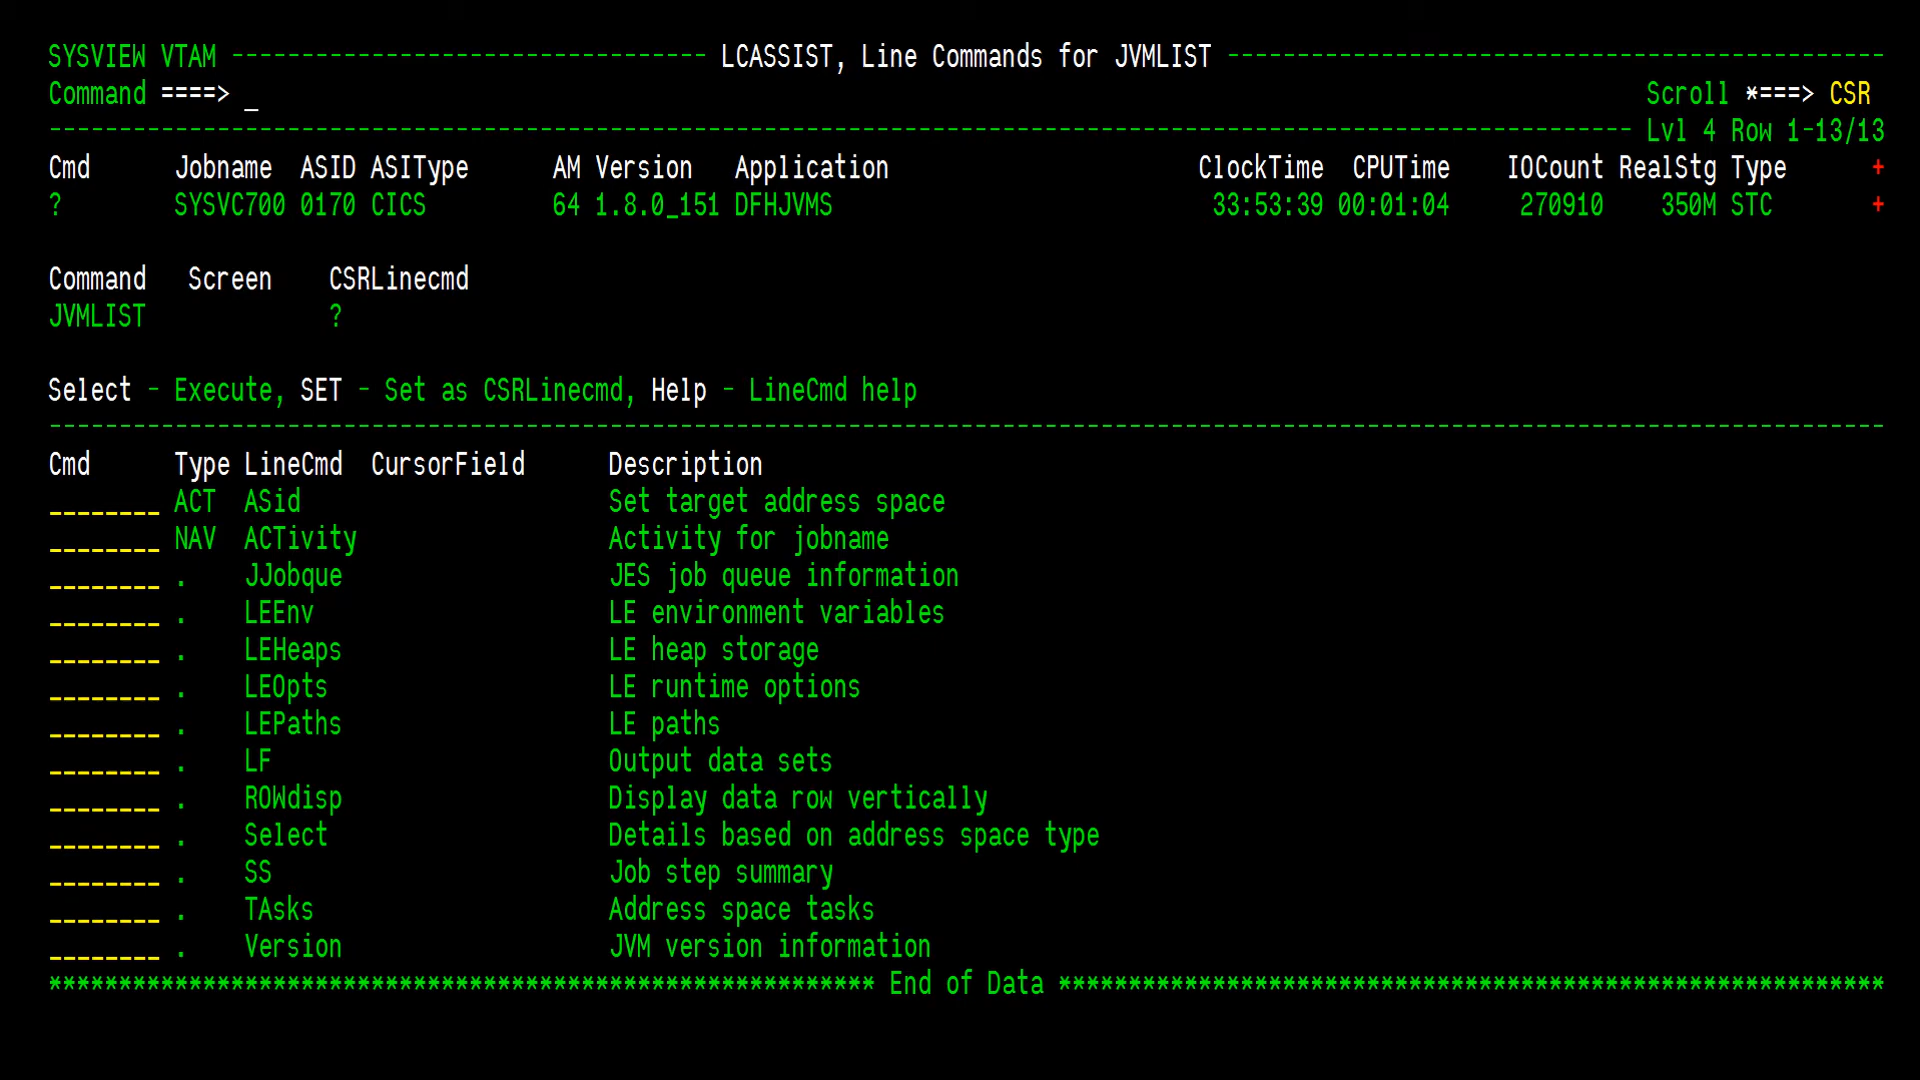 SYSVIEW VTAM ---------------------------------- LCASSIST, Line Commands for JVMLIST -----------------------------------------------
Command ====> _ Scroll *===> CSR
----------------------------------------------------------------------------------------------------------------- Lvl 4 Row 1-13/13
Cmd Jobname ASID ASIType AM Version Application ClockTime CPUTime IOCount RealStg Type +
? SYSVC700 0170 CICS 64 1.8.0_151 DFHJVMS 33:53:39 00:01:04 270910 350M STC +
Command Screen CSRLinecmd
JVMLIST ?
Select - Execute, SET - Set as CSRLinecmd, Help - LineCmd help
-----------------------------------------------------------------------------------------------------------------------------------
Cmd Type LineCmd CursorField Description
________ ACT ASid Set target address space
________ NAV ACTivity Activity for jobname
________ . JJobque JES job queue information
________ . LEEnv LE environment variables
________ . LEHeaps LE heap storage
________ . LEOpts LE runtime options
________ . LEPaths LE paths
________ . LF Output data sets
________ . ROWdisp Display data row vertically
________ . Select Details based on address space type
________ . SS Job step summary
________ . TAsks Address space tasks
________ . Version JVM version information
*********************************************************** End of Data ***********************************************************